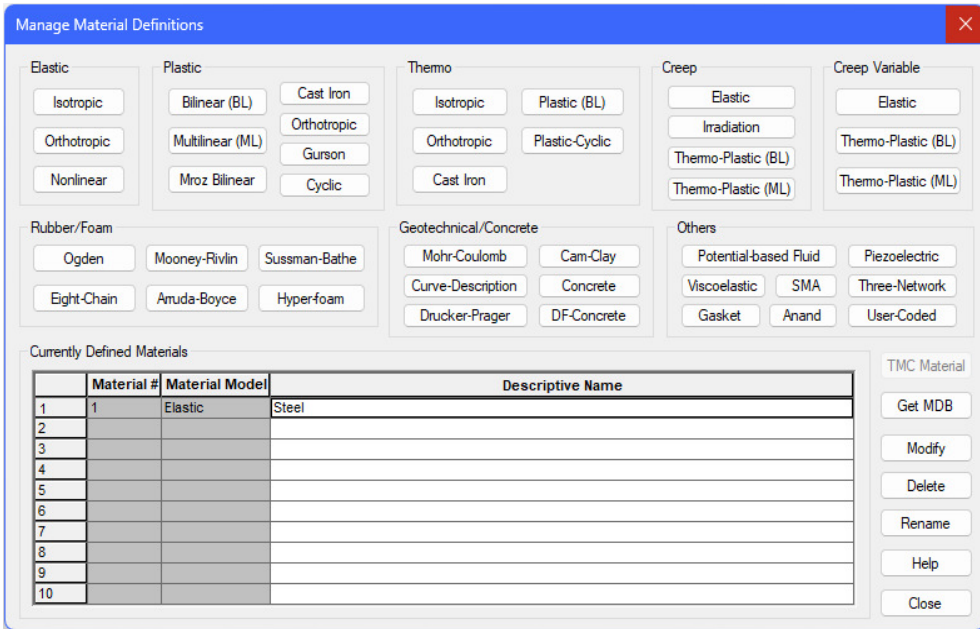 Manage Material Definitions
Elastic
Isotropic
Orthotropic
Nonlinear
Plastic
Bilinear (BL)
Multilinear (ML)
Mroz Bilinear
Cast Iron
Orthotropic
Gurson
Cyclic
Thermo
Isotropic
Plastic (BL)
Orthotropic
Plastic-Cyclic
Cast Iron
Creep
Elastic
Irradiation
Thermo-Plastic (BL)
Thermo-Plastic (ML)
Creep Variable
Elastic
Thermo-Plastic (BL)
Thermo-Plastic (ML)
Rubber/Foam
Ogden
Mooney-Rivlin
Sussman-Bathe
Eight-Chain
Arruda-Boyce
Hyper-foam
Geotechnical/Concrete
Mohr-Coulomb
Cam-Clay
Curve-Description
Concrete
Drucker-Prager
DF-Concrete
Others
Potential-based Fluid
Piezoelectric
Viscoelastic
SMA
Three-Network
Gasket
Anand
User-Coded
Currently Defined Materials
Material # Material Model Descriptive Name
1 1 Elastic Steel
2
3
4
5
6
7
8
9
10
TMC Material
Get MDB
Modify
Delete
Rename
Help
Close